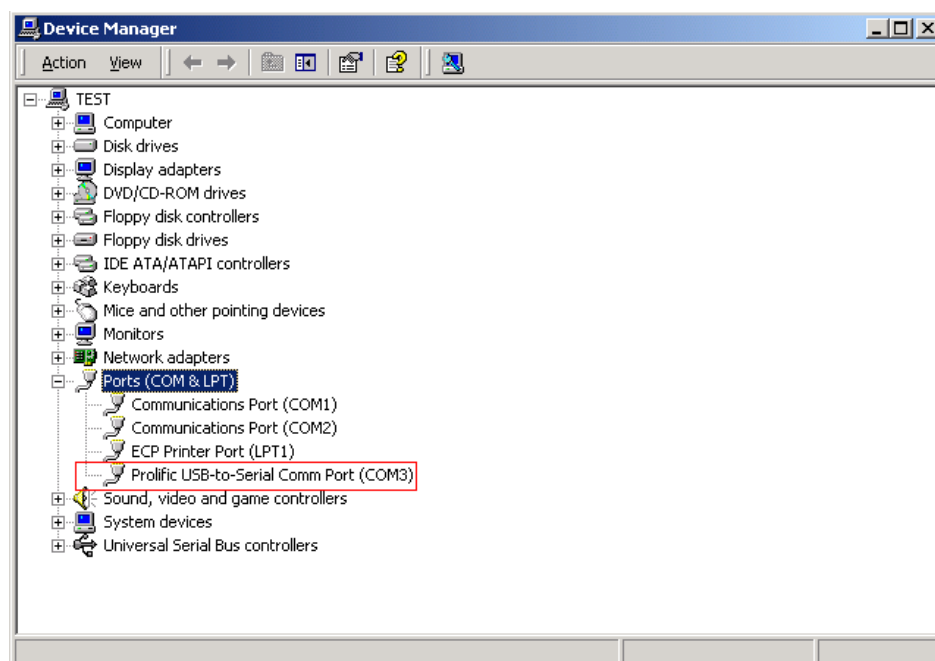 Device Manager
Action View
TEST
Computer
Disk drives
Display adapters
DVD/CD-ROM drives
Floppy disk controllers
Floppy disk drives
IDE ATA/ATAPI controllers
Keyboards
Mice and other pointing devices
Monitors
Network adapters
Ports (COM & LPT)
Communications Port (COM1)
Communications Port (COM2)
ECP Printer Port (LPT1)
Prolific USB-to-Serial Comm Port (COM3)
Sound, video and game controllers
System devices
Universal Serial Bus controllers